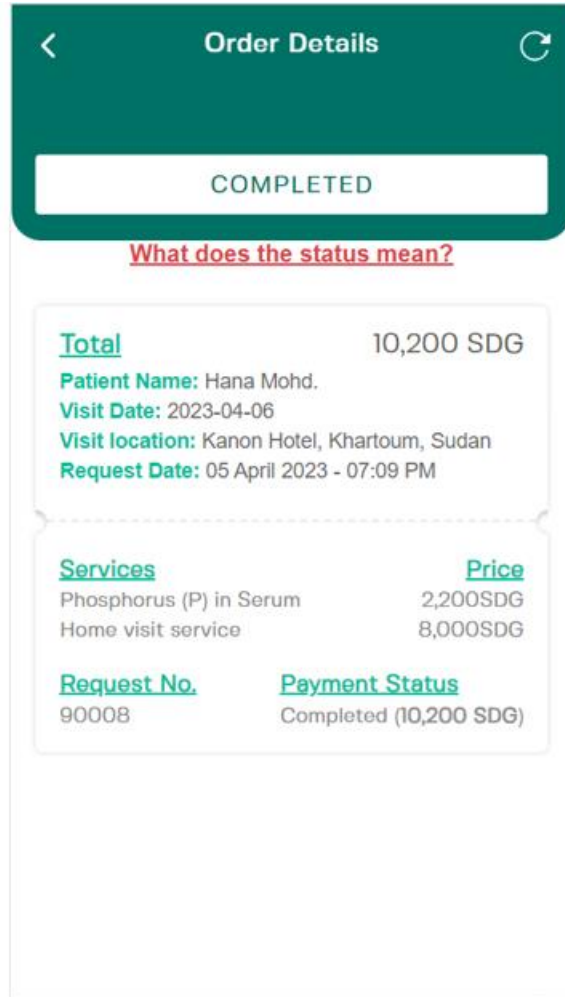 Order Details
COMPLETED
What does the status mean?
Total 10,200 SDG
Patient Name: Hana Mohd.
Visit Date: 2023-04-06
Visit location: Kanon Hotel, Khartoum, Sudan
Request Date: 05 April 2023 - 07:09 PM
Services Price
Phosphorus (P) in Serum 2,200SDG
Home visit service 8,000SDG
Request No. Payment Status
90008 Completed (10,200 SDG)